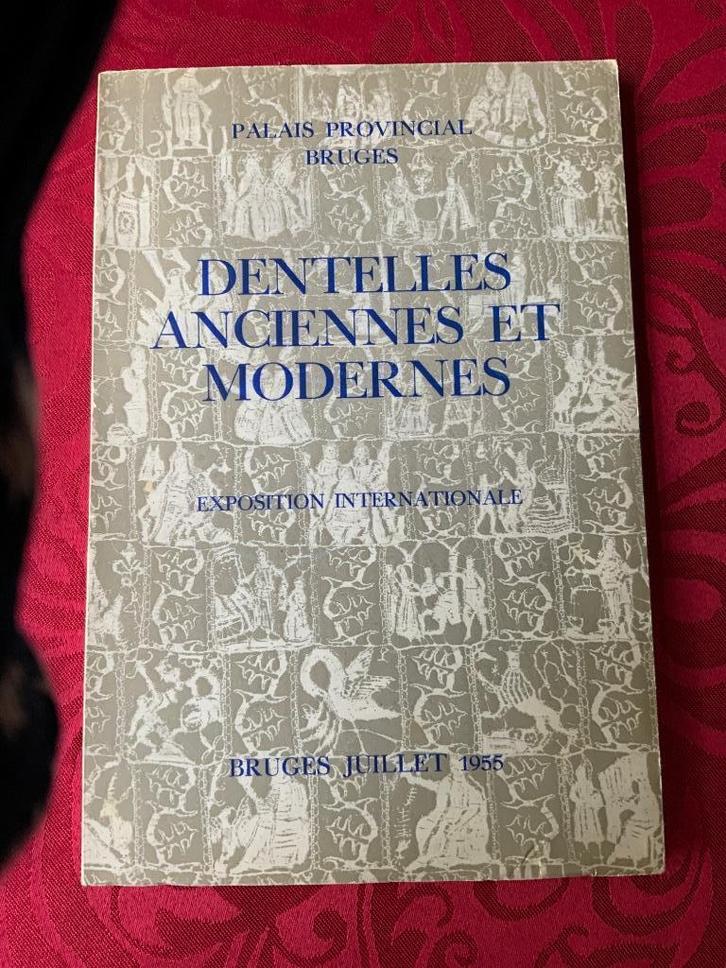 PALAIS PROVINCIAL
BRUGES
DENTELLES
ANCIENNES ET
MODERNES
EXPOSITION INTERNATIONALE
BRUGES JUILLET 1955